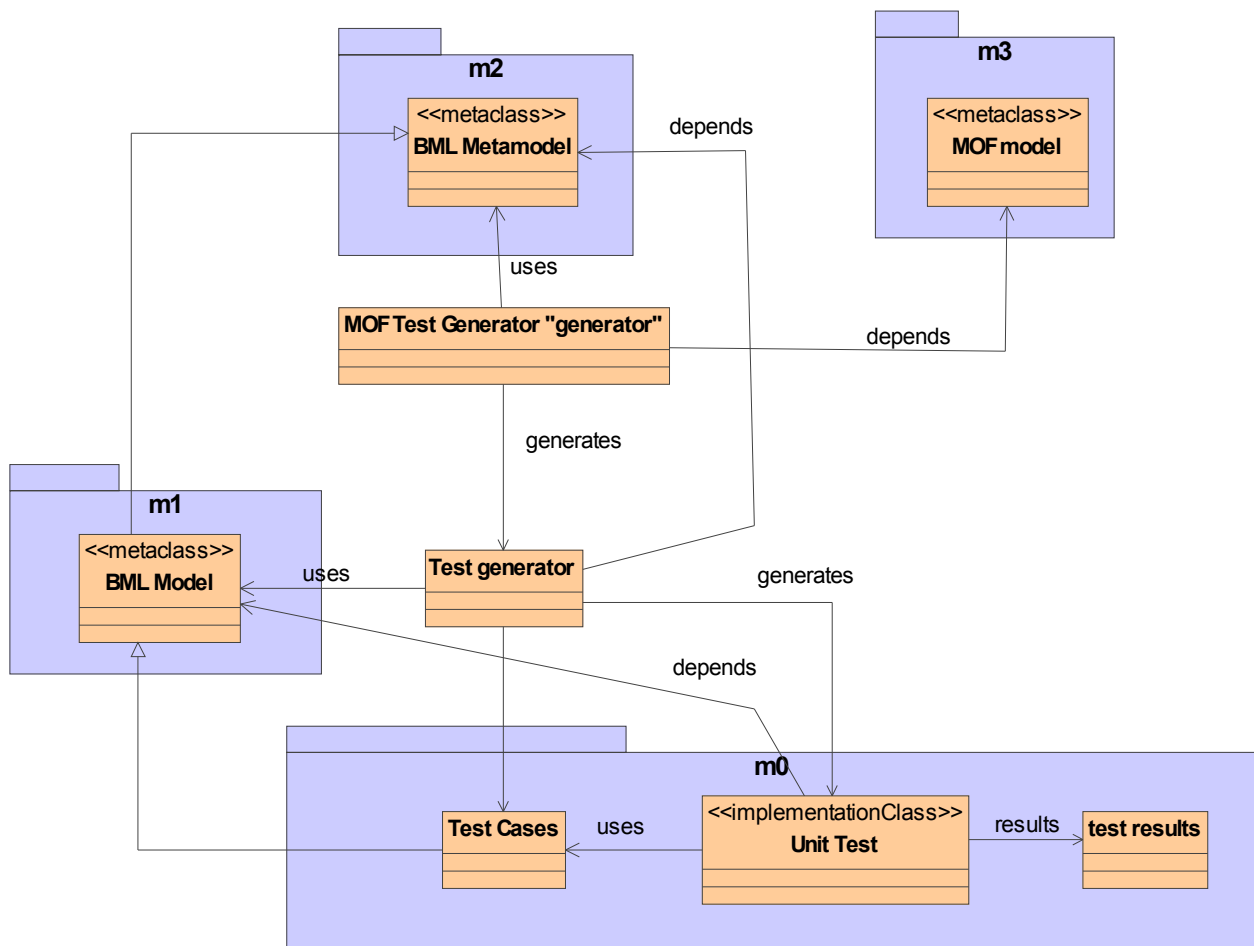 m2
m3
<<metaclass>>
BML Metamodel
depends
<<metaclass>>
MOF model
uses
MOF Test Generator "generator"
depends
generates
m1
<<metaclass>>
BML Model
uses
Test generator
generates
depends
m0
Test Cases
uses
<<implementationClass>>
Unit Test
results
test results